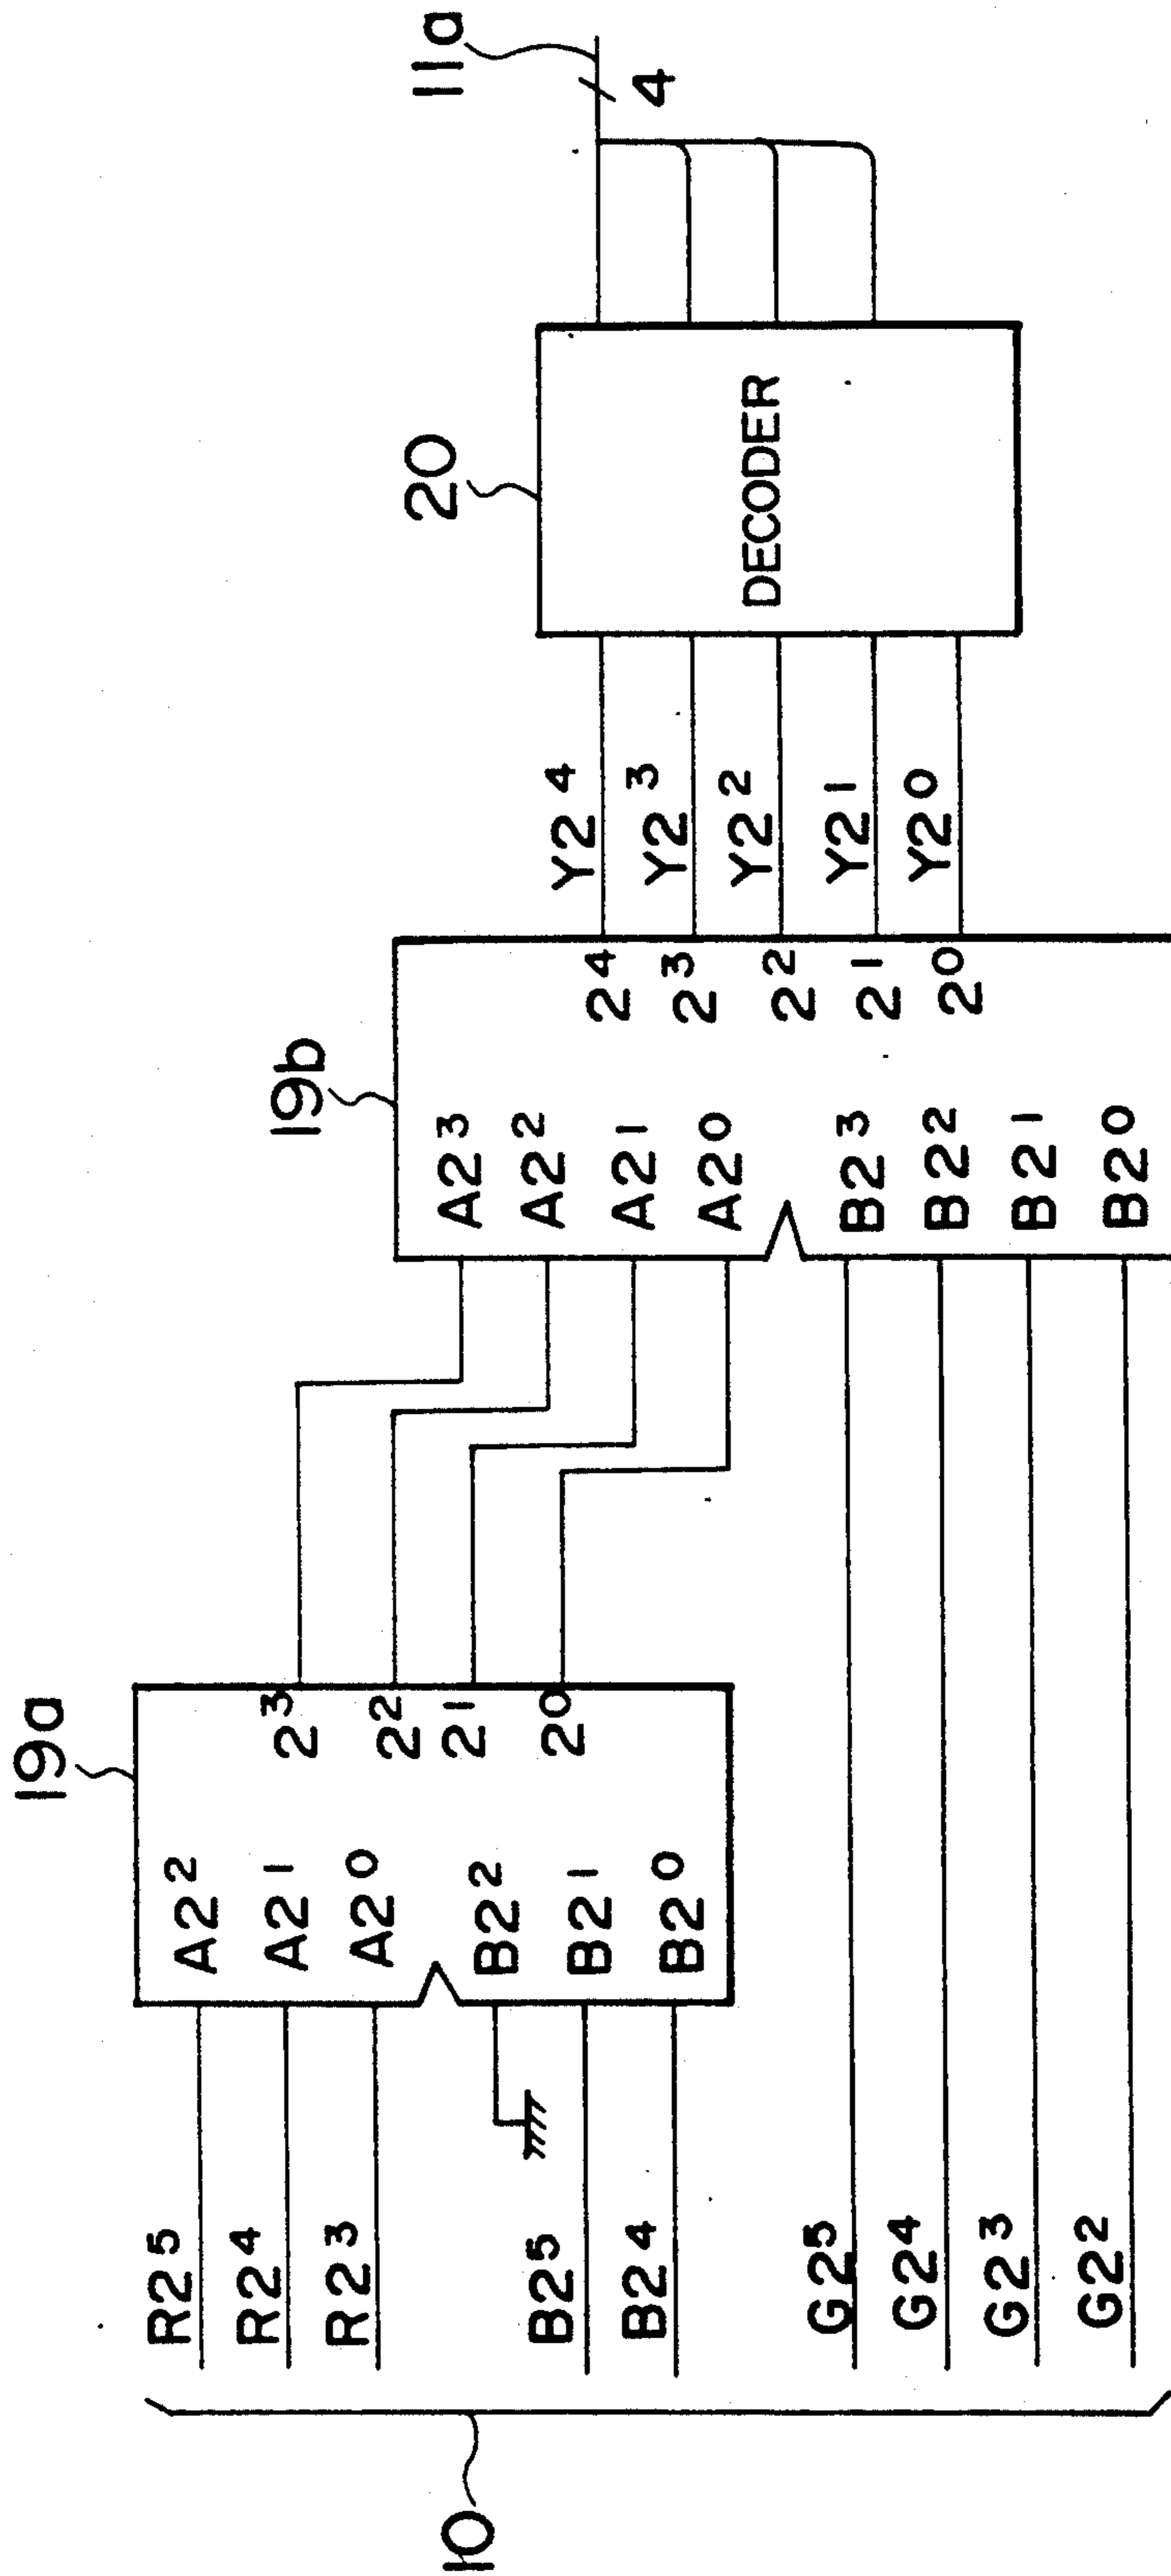 10
R2⁵
R2⁴
R2³
B2⁵
B2⁴
G2⁵
G2⁴
G2³
G2²
19a
A2²
A2¹
A2⁰
B2²
B2¹
B2⁰
2³
2²
2¹
2⁰
19b
A2³
A2²
A2¹
A2⁰
B2³
B2²
B2¹
B2⁰
2⁴
2³
2²
2¹
2⁰
Y2⁴
Y2³
Y2²
Y2¹
Y2⁰
20
DECODER
11a
4